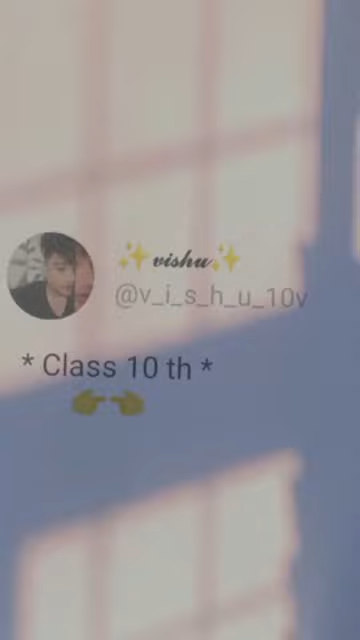 ✨𝓿𝓲𝓼𝓱𝓾✨
@v_i_s_h_u_10v
* Class 10 th *
👉👈